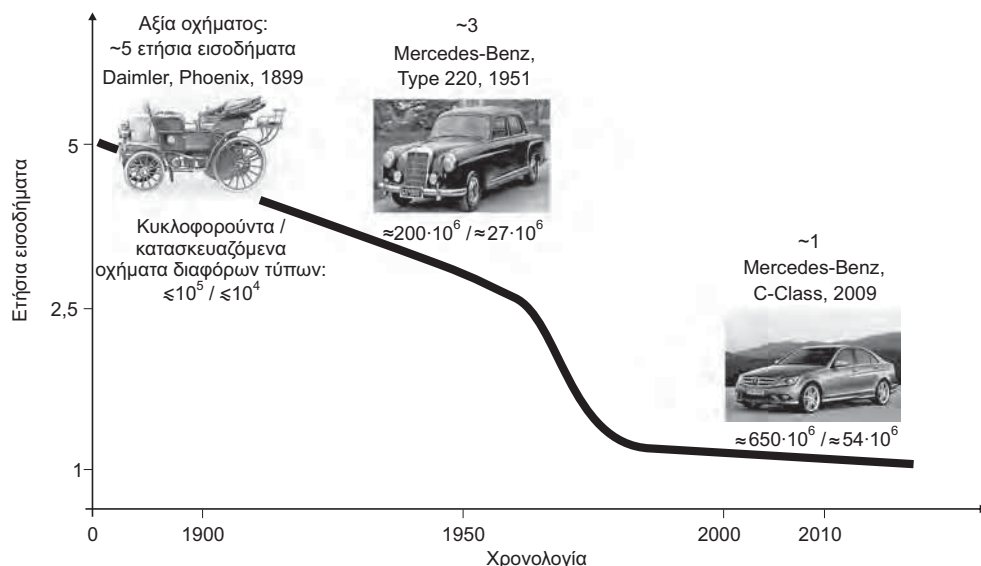 Αξία οχήματος:
~5 ετήσια εισοδήματα
Daimler, Phoenix, 1899
~3
Mercedes-Benz,
Type 220, 1951
≈200·10⁶ / ≈27·10⁶
Κυκλοφορούντα /
κατασκευαζόμενα
οχήματα διαφόρων τύπων:
⩽10⁵ / ⩽10⁴
~1
Mercedes-Benz,
C-Class, 2009
≈650·10⁶ / ≈54·10⁶
Ετήσια εισοδήματα
5
2,5
1
0 1900 1950 2000 2010
Χρονολογία